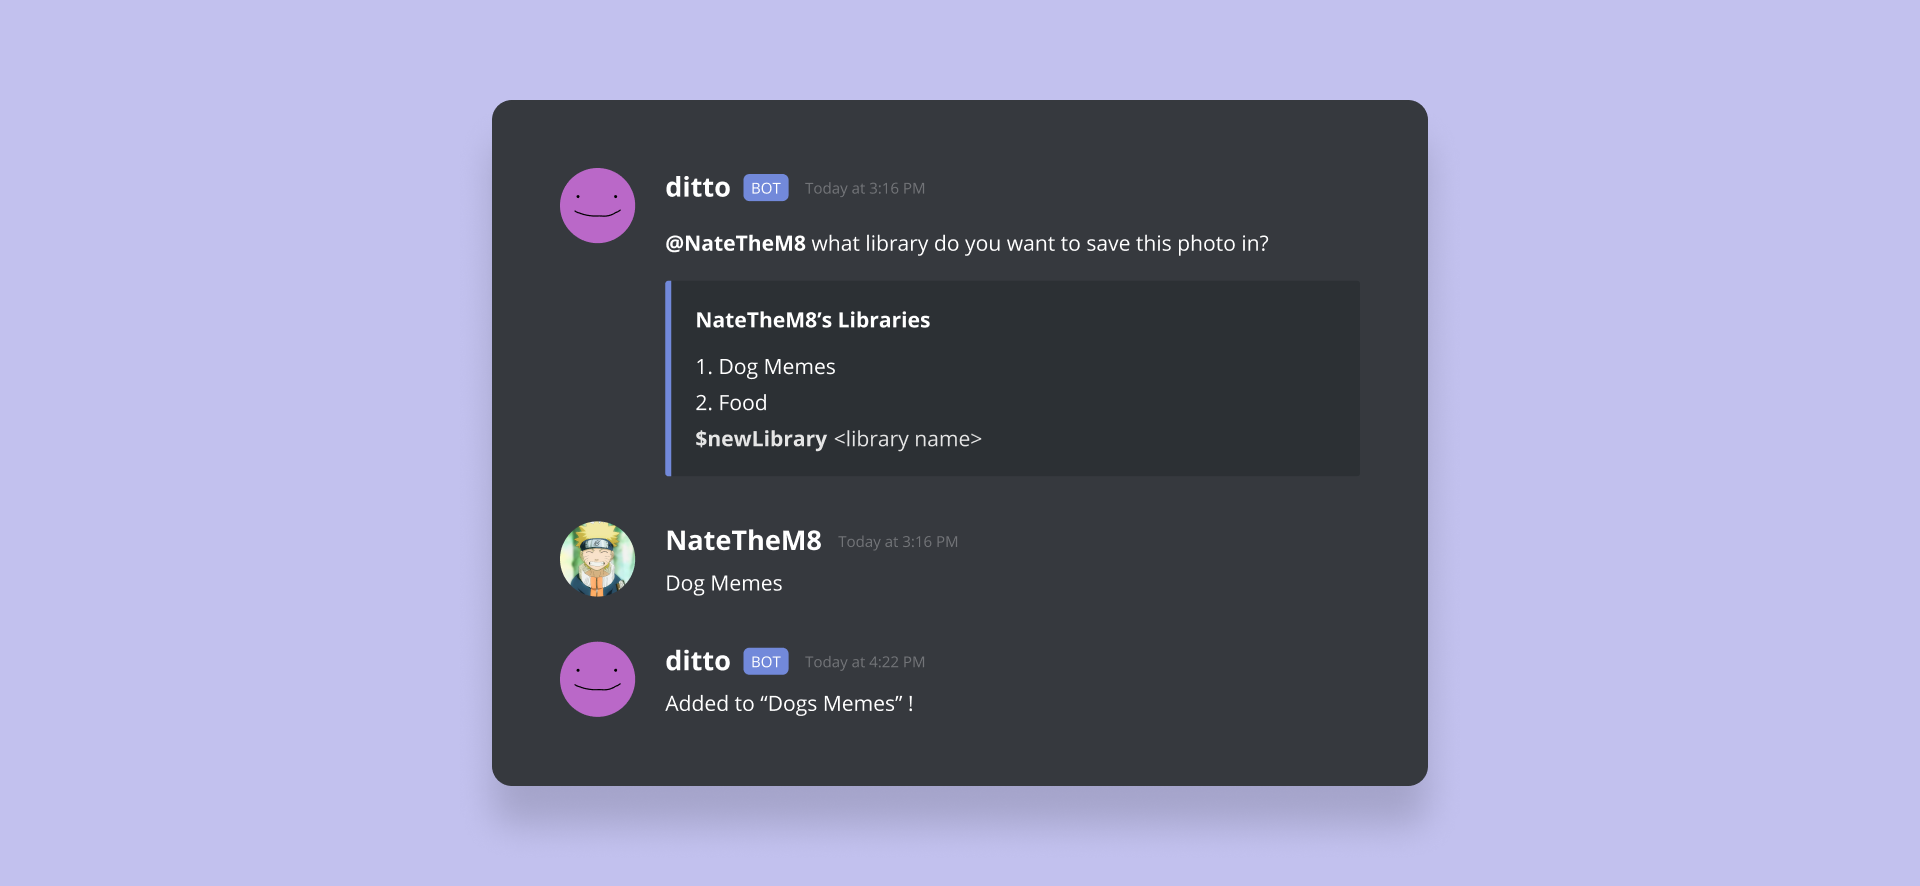 ditto BOT Today at 3:16 PM
@NateTheM8 what library do you want to save this photo in?
NateTheM8’s Libraries
1. Dog Memes
2. Food
$newLibrary <library name>
NateTheM8 Today at 3:16 PM
Dog Memes
ditto BOT Today at 4:22 PM
Added to “Dogs Memes” !